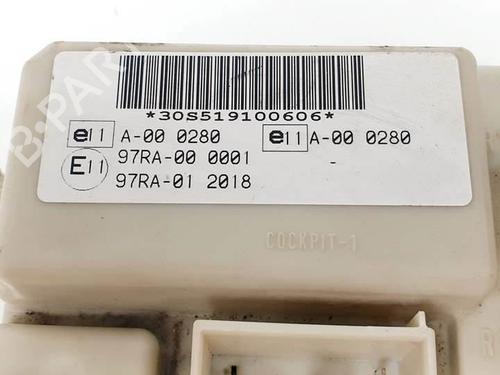 *30S519100606*
e11 A-00 0280 e11 A-00 0280
E11 97RA-00 0001
97RA-01 2018
COCKPIT-1
B-PARTS
R